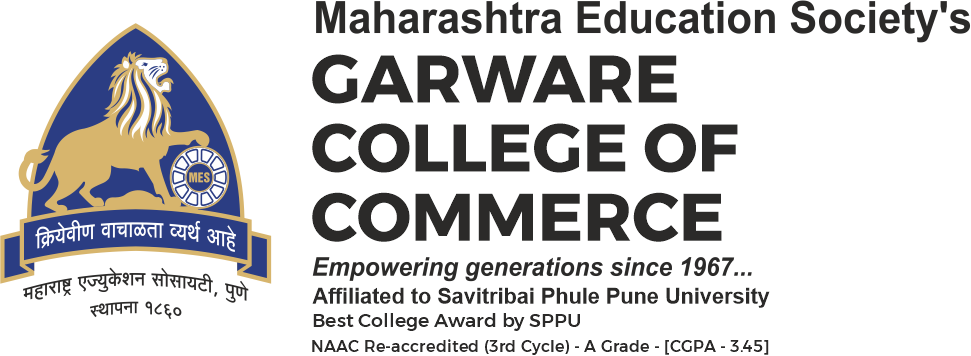 Maharashtra Education Society's
GARWARE
COLLEGE OF
COMMERCE
Empowering generations since 1967...
Affiliated to Savitribai Phule Pune University
Best College Award by SPPU
NAAC Re-accredited (3rd Cycle) - A Grade - [CGPA - 3.45]
MES
क्रियेवीण वाचाळता व्यर्थ आहे
महाराष्ट्र एज्युकेशन सोसायटी, पुणे
स्थापना १८६०